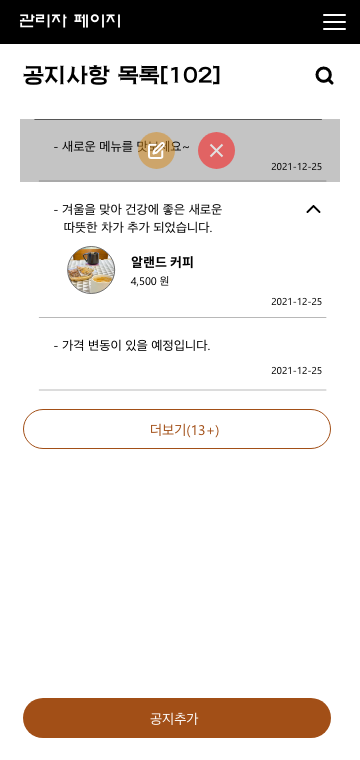 관리자 페이지
공지사항 목록[102]
- 새로운 메뉴를 맛보세요~
2021-12-25
- 겨울을 맞아 건강에 좋은 새로운
따뜻한 차가 추가 되었습니다.
알랜드 커피
4,500 원
2021-12-25
- 가격 변동이 있을 예정입니다.
2021-12-25
더보기(13+)
공지추가